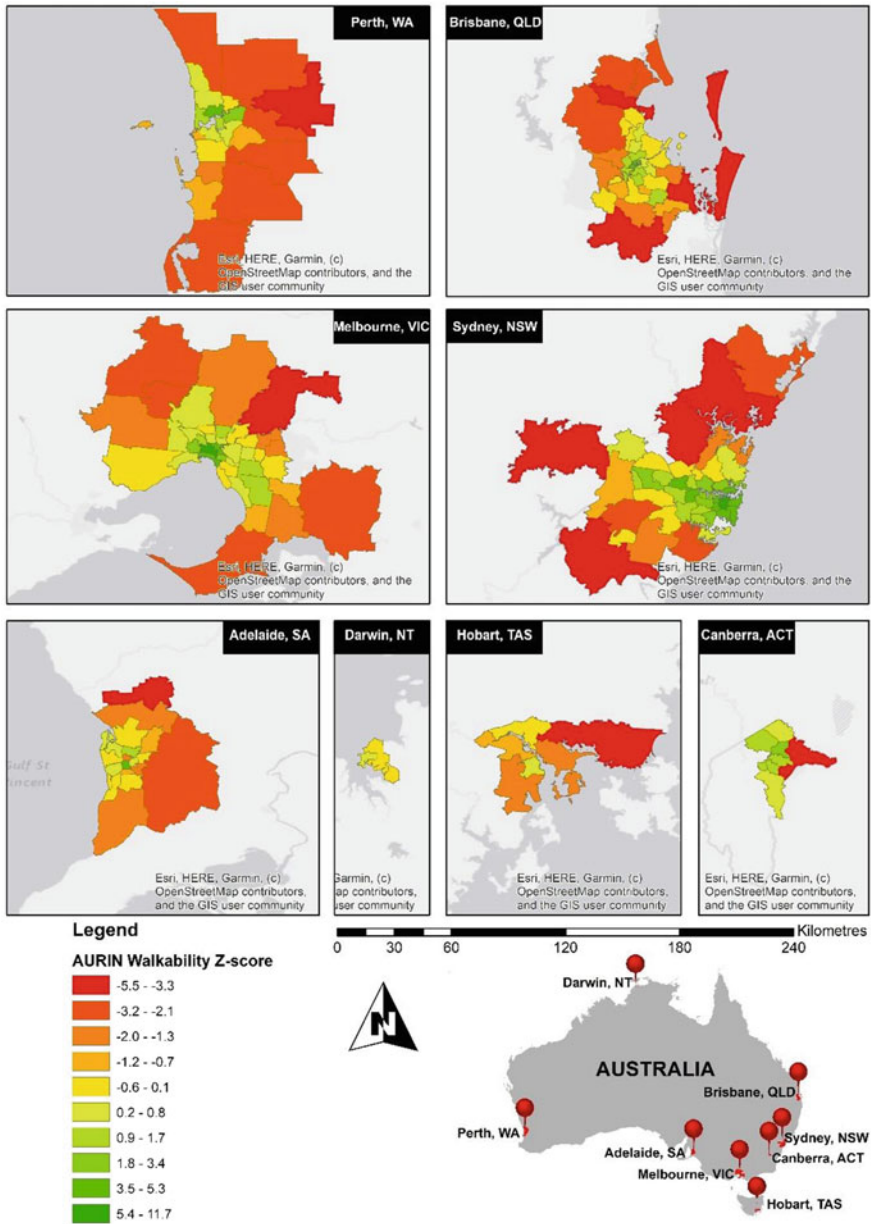 Perth, WA
Esri, HERE, Garmin, (c)
OpenStreetMap contributors, and the
GIS user community
Brisbane, QLD
Esri, HERE, Garmin, (c)
OpenStreetMap contributors, and the
GIS user community
Melbourne, VIC
Esri, HERE, Garmin, (c)
OpenStreetMap contributors, and the
GIS user community
Sydney, NSW
Esri, HERE, Garmin, (c)
OpenStreetMap contributors, and the
GIS user community
Adelaide, SA
Gulf St
Vincent
Esri, HERE, Garmin, (c)
OpenStreetMap contributors,
and the GIS user community
Darwin, NT
Esri, HERE, Garmin, (c)
ap contributors,
user community
Hobart, TAS
Esri, HERE, Garmin, (c)
OpenStreetMap contributors,
and the GIS user community
Canberra, ACT
Esri, HERE, Garmin, (c)
OpenStreetMap contributors,
and the GIS user community
Legend
AURIN Walkability Z-score
-5.5 - -3.3
-3.2 - -2.1
-2.0 - -1.3
-1.2 - -0.7
-0.6 - 0.1
0.2 - 0.8
0.9 - 1.7
1.8 - 3.4
3.5 - 5.3
5.4 - 11.7
Kilometres
0 15 30 60 120 180 240
N
AUSTRALIA
Darwin, NT
Brisbane, QLD
Perth, WA
Sydney, NSW
Adelaide, SA
Canberra, ACT
Melbourne, VIC
Hobart, TAS